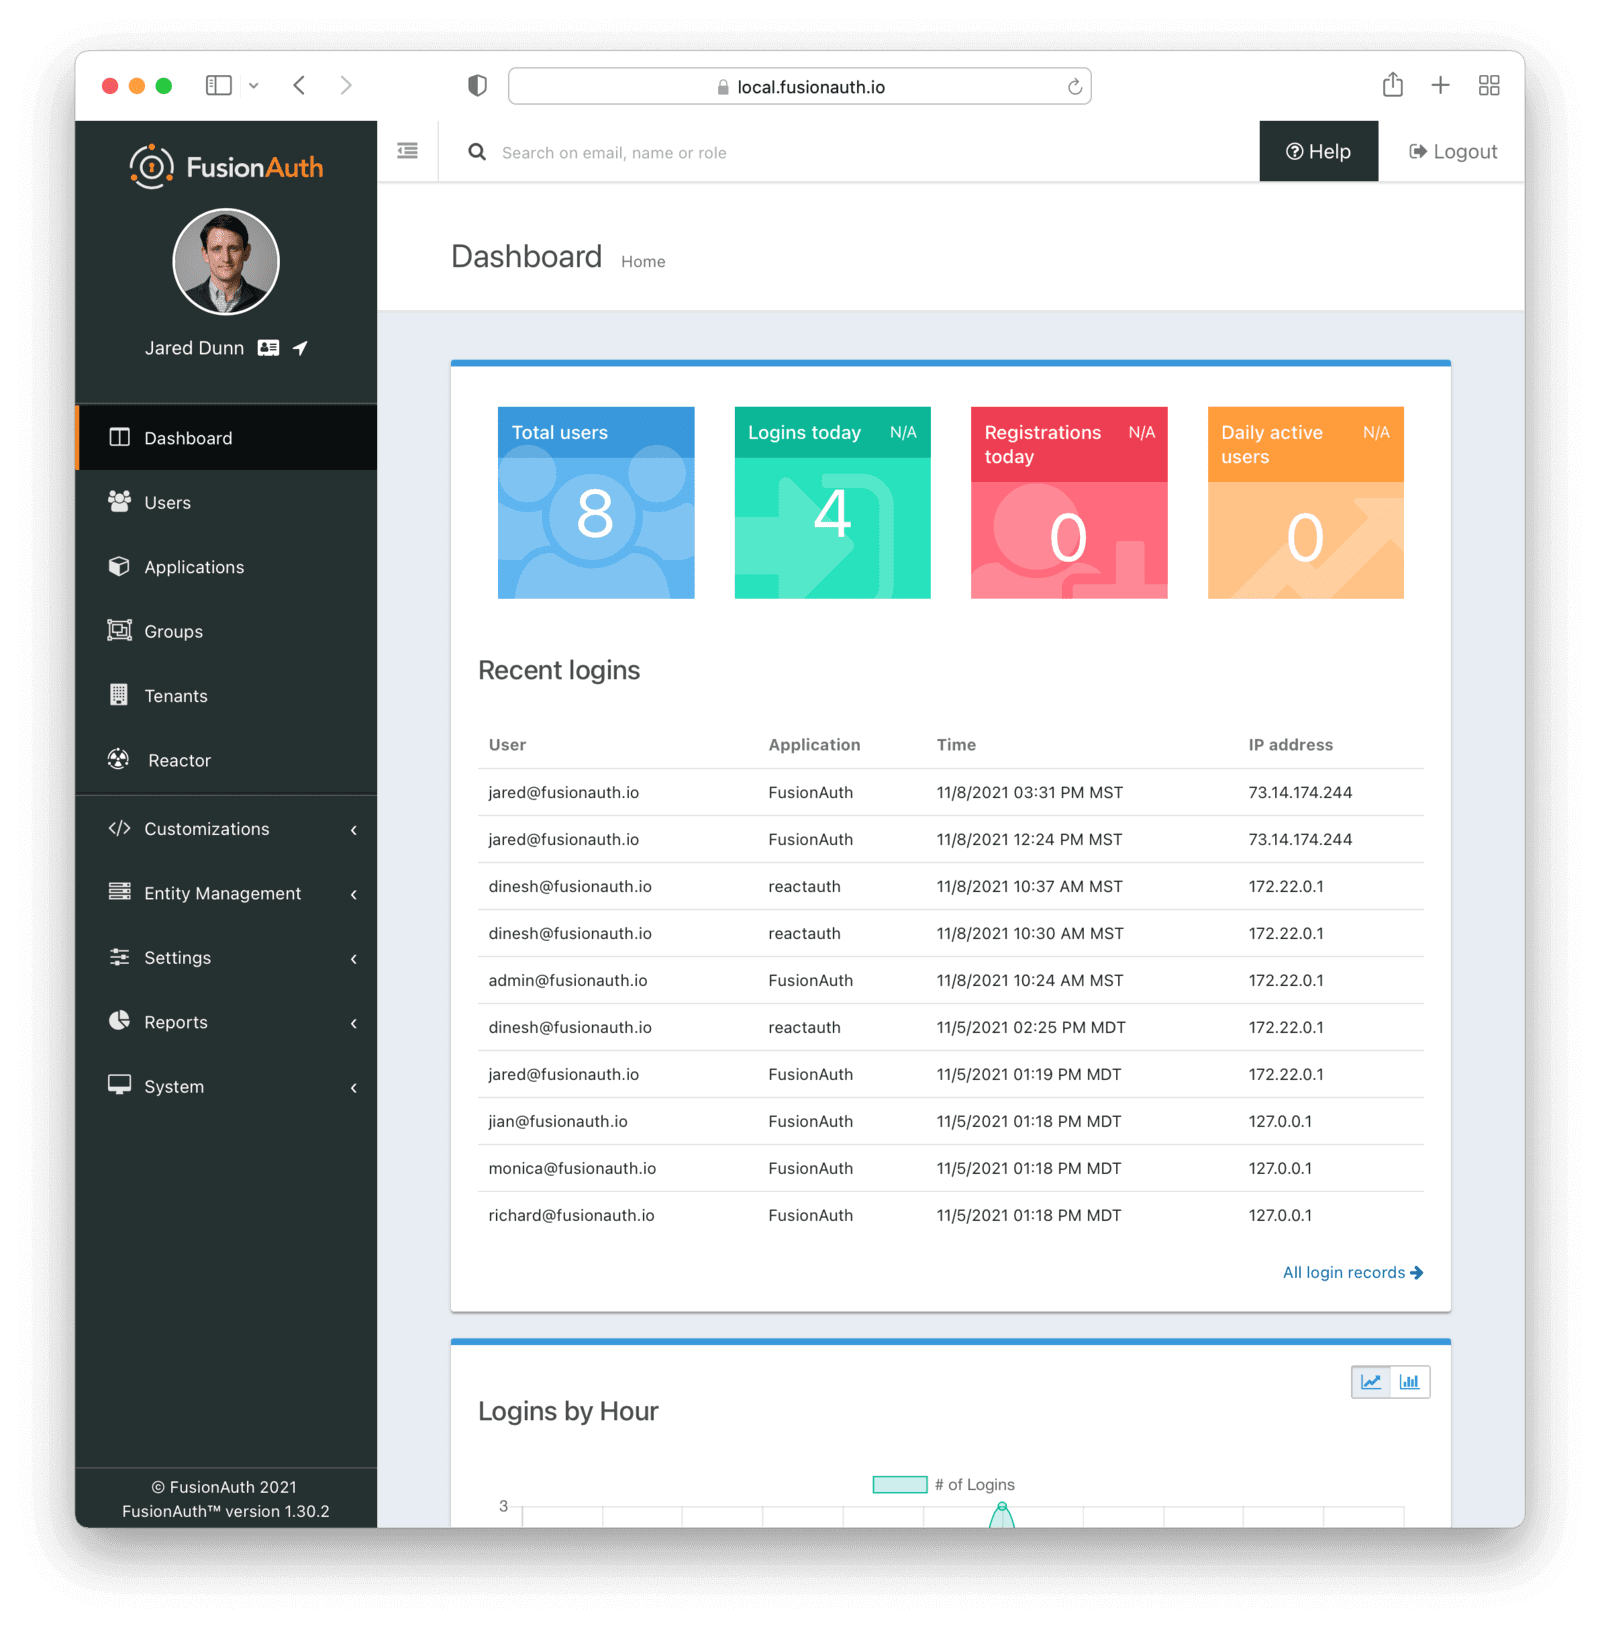 local.fusionauth.io
FusionAuth
Search on email, name or role
Help
Logout
Jared Dunn
Dashboard
Users
Applications
Groups
Tenants
Reactor
Customizations
Entity Management
Settings
Reports
System
© FusionAuth 2021
FusionAuth™ version 1.30.2
Dashboard Home
Total users
8
Logins today N/A
4
Registrations today N/A
0
Daily active users N/A
0
Recent logins
User Application Time IP address
jared@fusionauth.io FusionAuth 11/8/2021 03:31 PM MST 73.14.174.244
jared@fusionauth.io FusionAuth 11/8/2021 12:24 PM MST 73.14.174.244
dinesh@fusionauth.io reactauth 11/8/2021 10:37 AM MST 172.22.0.1
dinesh@fusionauth.io reactauth 11/8/2021 10:30 AM MST 172.22.0.1
admin@fusionauth.io FusionAuth 11/8/2021 10:24 AM MST 172.22.0.1
dinesh@fusionauth.io reactauth 11/5/2021 02:25 PM MDT 172.22.0.1
jared@fusionauth.io FusionAuth 11/5/2021 01:19 PM MDT 172.22.0.1
jian@fusionauth.io FusionAuth 11/5/2021 01:18 PM MDT 127.0.0.1
monica@fusionauth.io FusionAuth 11/5/2021 01:18 PM MDT 127.0.0.1
richard@fusionauth.io FusionAuth 11/5/2021 01:18 PM MDT 127.0.0.1
All login records
Logins by Hour
# of Logins
3